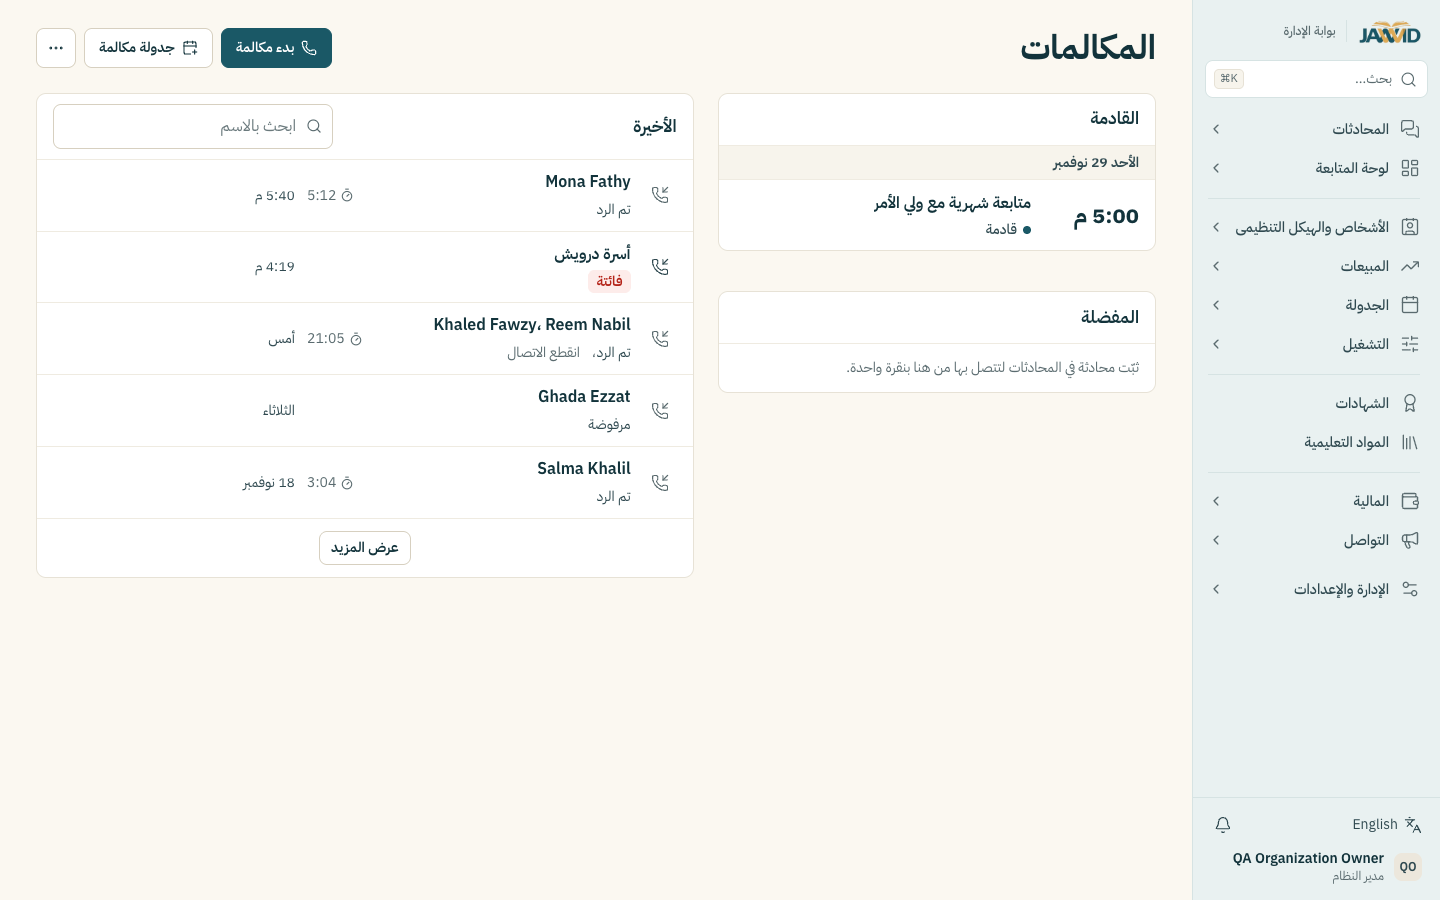 JAWWID
بوابة الإدارة
بحث...
⌘K
المحادثات
لوحة المتابعة
الأشخاص والهيكل التنظيمي
المبيعات
الجدولة
التشغيل
الشهادات
المواد التعليمية
المالية
التواصل
الإدارة والإعدادات
English
QO
QA Organization Owner
مدير النظام
المكالمات
بدء مكالمة
جدولة مكالمة
القادمة
الأحد 29 نوفمبر
5:00 م
متابعة شهرية مع ولي الأمر
قادمة
المفضلة
ثبّت محادثة في المحادثات لتتصل بها من هنا بنقرة واحدة.
الأخيرة
ابحث بالاسم
Mona Fathy
تم الرد
5:12
5:40 م
أسرة درويش
فائتة
4:19 م
Khaled Fawzy، Reem Nabil
تم الرد، انقطع الاتصال
21:05
أمس
Ghada Ezzat
مرفوضة
الثلاثاء
Salma Khalil
تم الرد
3:04
18 نوفمبر
عرض المزيد